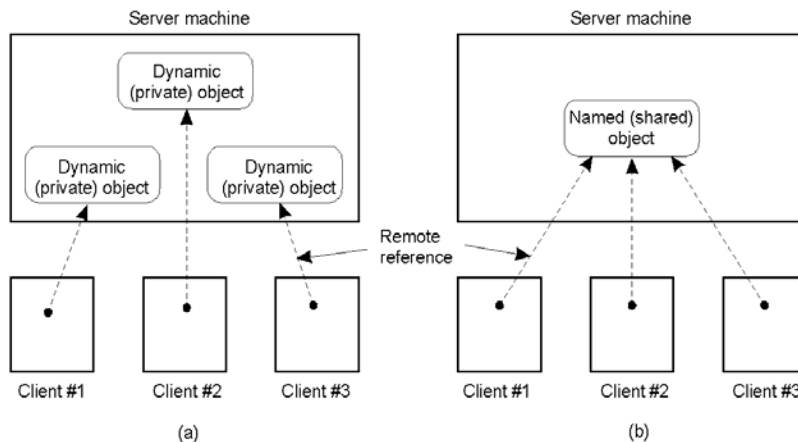 Server machine
Dynamic
(private) object
Dynamic
(private) object
Dynamic
(private) object
Client #1
Client #2
Client #3
(a)
Remote
reference
Server machine
Named (shared)
object
Client #1
Client #2
Client #3
(b)